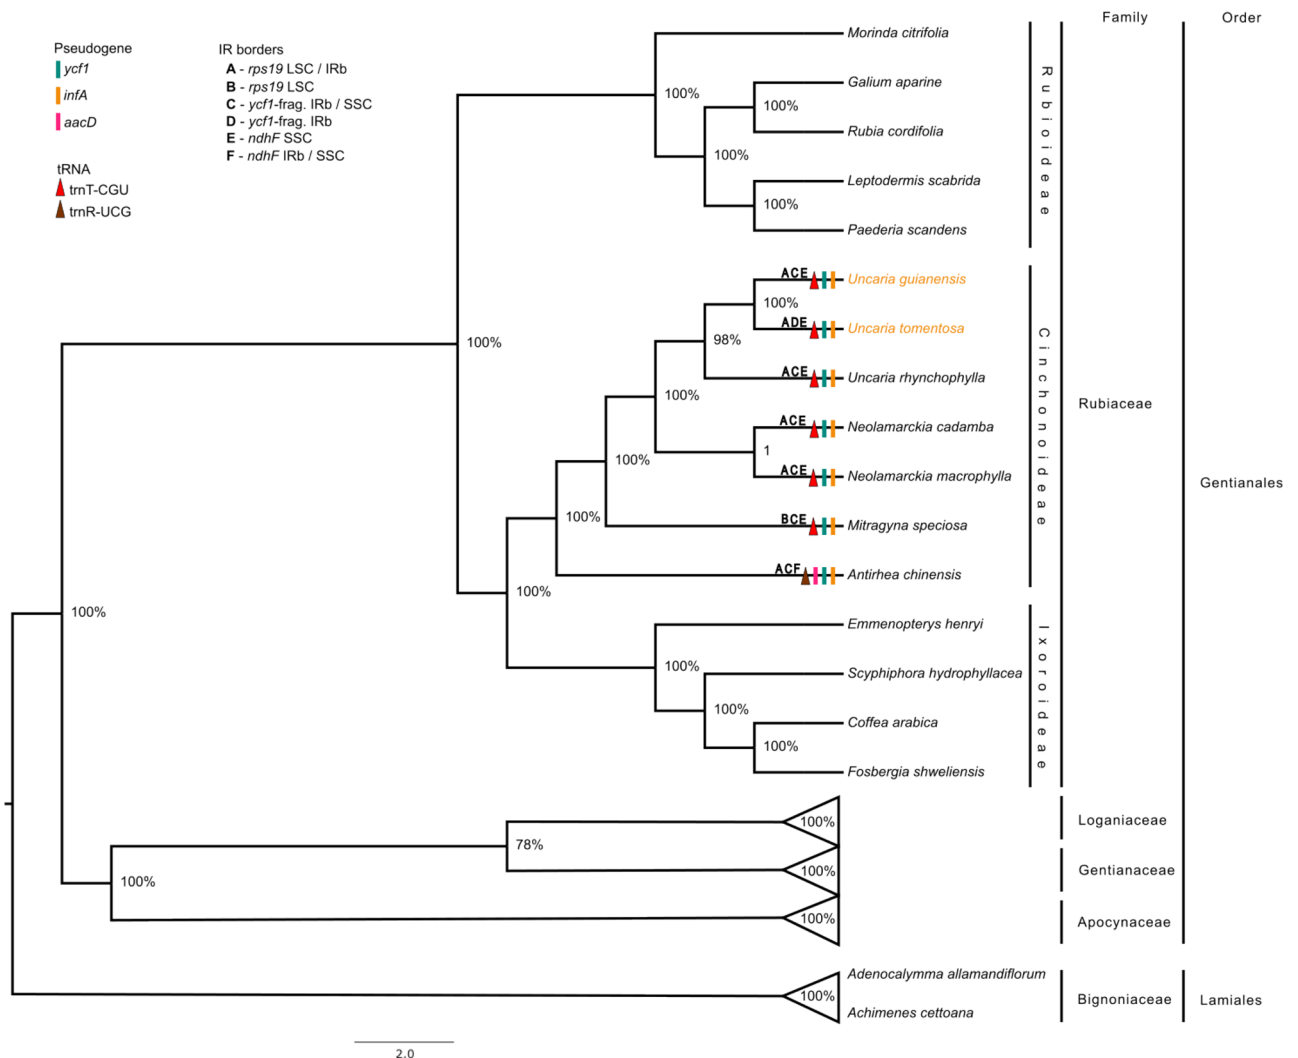 Family
Order
Pseudogene
ycf1
infA
aacD
tRNA
trnT-CGU
trnR-UCG
IR borders
A - rps19 LSC / IRb
B - rps19 LSC
C - ycf1-frag. IRb / SSC
D - ycf1-frag. IRb
E - ndhF SSC
F - ndhF IRb / SSC
Morinda citrifolia
100%
Galium aparine
100%
Rubia cordifolia
100%
Leptodermis scabrida
100%
Paederia scandens
Rubioideae
100%
ACE
Uncaria guianensis
100%
ADE
Uncaria tomentosa
98%
ACE
Uncaria rhynchophylla
100%
ACE
Neolamarckia cadamba
1
ACE
Neolamarckia macrophylla
100%
BCE
Mitragyna speciosa
100%
ACF
Antirhea chinensis
Cinchonoideae
100%
Emmenopterys henryi
100%
Scyphiphora hydrophyllacea
100%
Coffea arabica
100%
Fosbergia shweliensis
Ixoroideae
Rubiaceae
Gentianales
100%
100%
Loganiaceae
78%
100%
Gentianaceae
100%
100%
Apocynaceae
Adenocalymma allamandiflorum
100%
Achimenes cettoana
Bignoniaceae
Lamiales
2.0